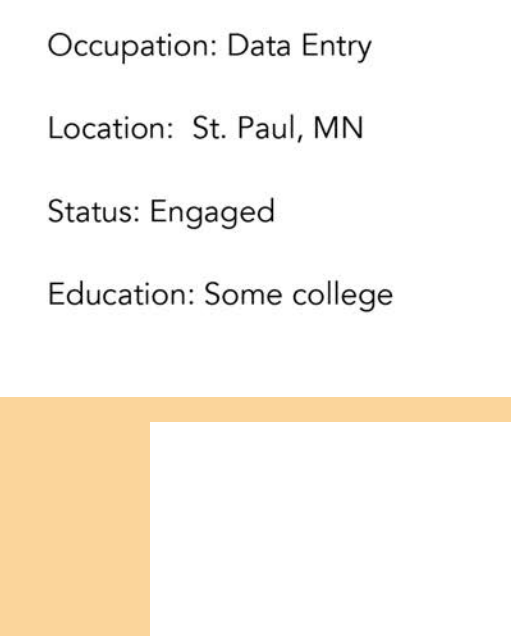 Occupation: Data Entry
Location:  St. Paul, MN
Status: Engaged
Education: Some college